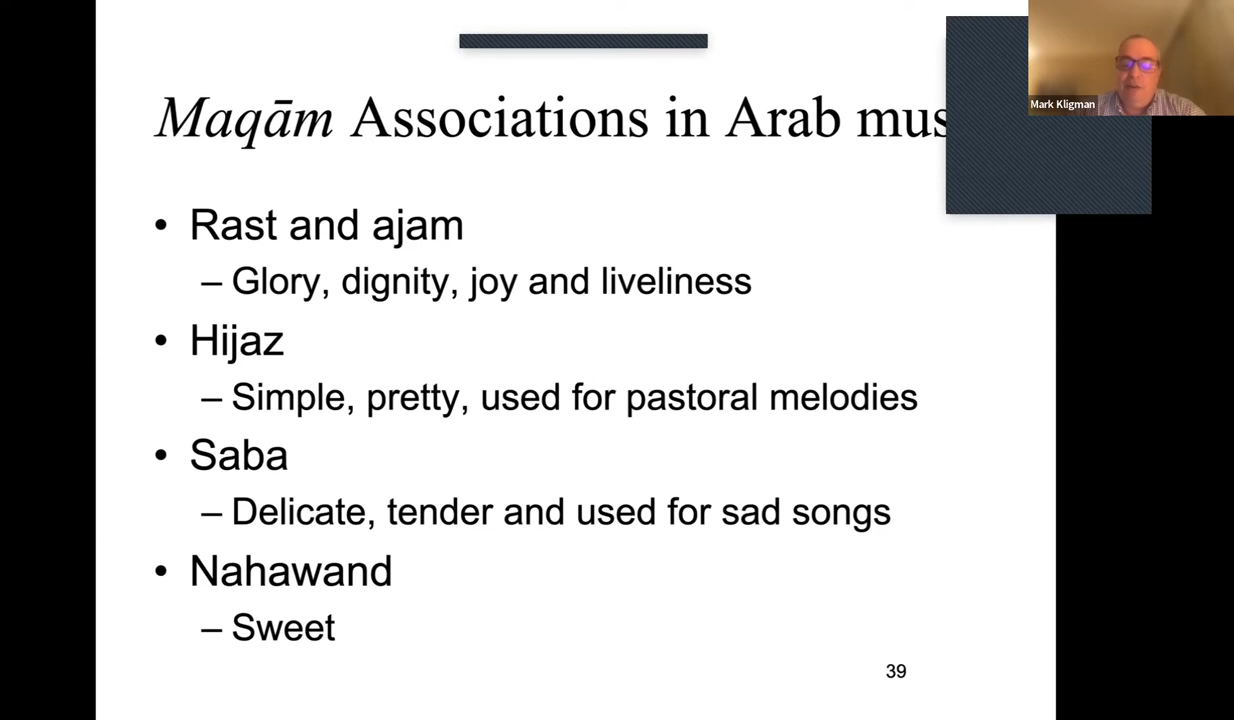 Maqām Associations in Arab mus
Mark Kligman
• Rast and ajam
– Glory, dignity, joy and liveliness
• Hijaz
– Simple, pretty, used for pastoral melodies
• Saba
– Delicate, tender and used for sad songs
• Nahawand
– Sweet
39